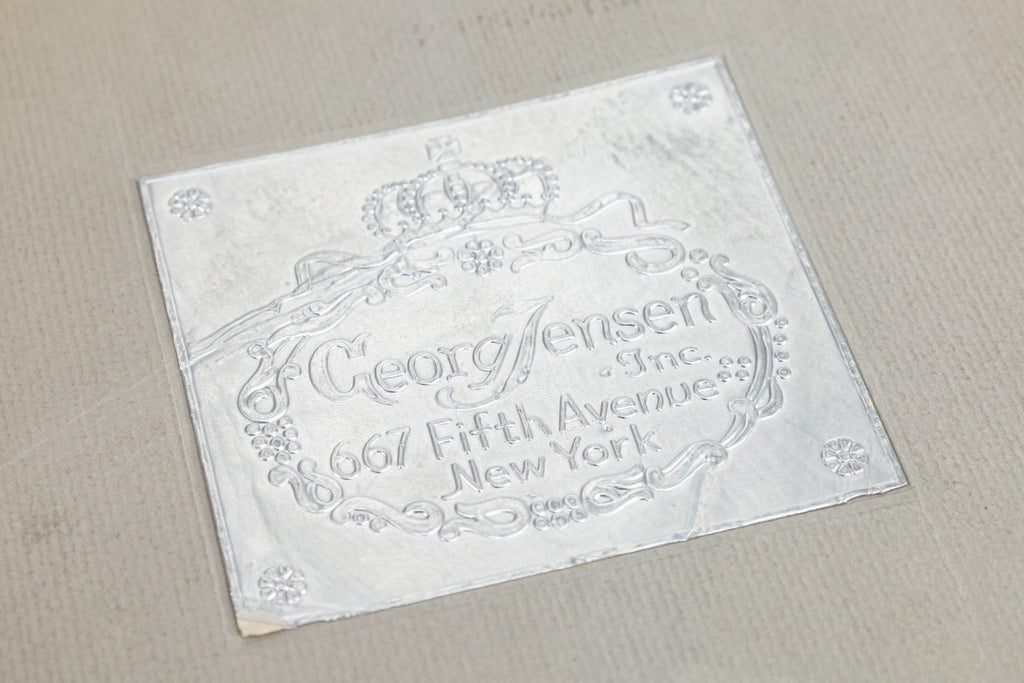 Georg Jensen
Inc.
667 Fifth Avenue
New York